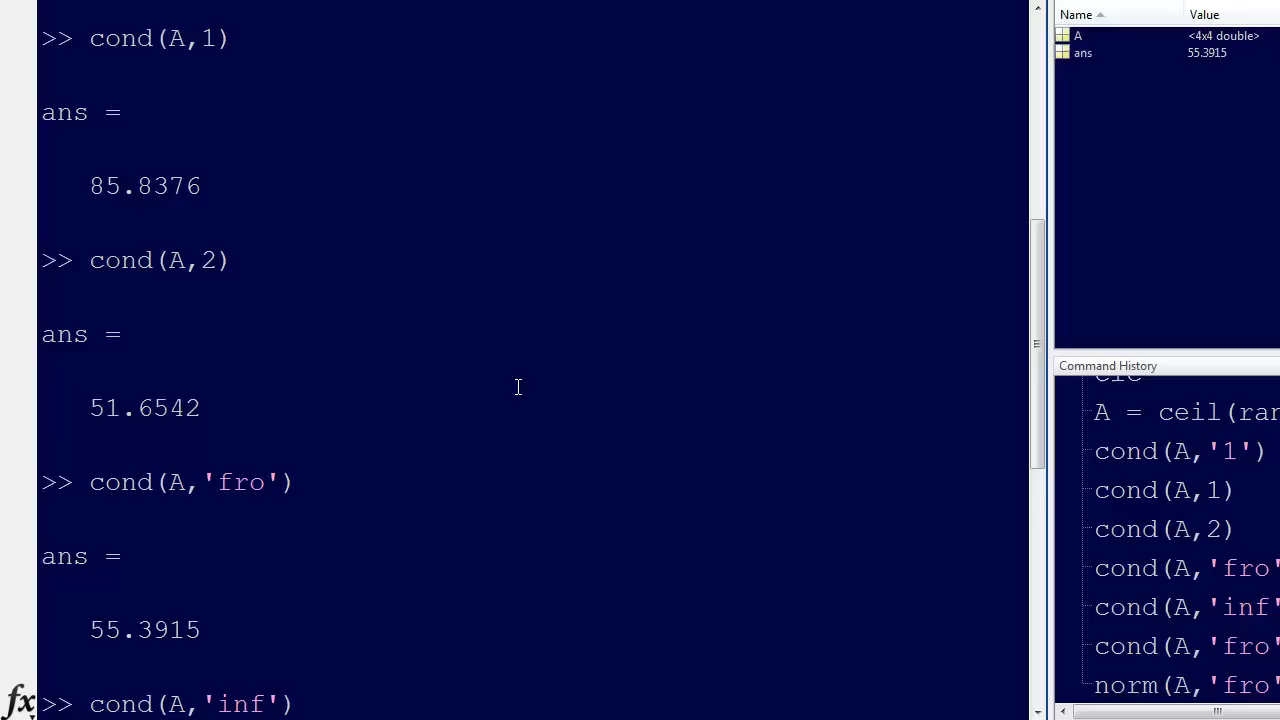 >> cond(A,1)
ans =
85.8376
>> cond(A,2)
ans =
51.6542
>> cond(A,'fro')
ans =
55.3915
>> cond(A,'inf')
fx
Name Value
A <4x4 double>
ans 55.3915
Command History
clc
A = ceil(ran
cond(A,'1')
cond(A,1)
cond(A,2)
cond(A,'fro'
cond(A,'inf'
cond(A,'fro'
norm(A,'fro'